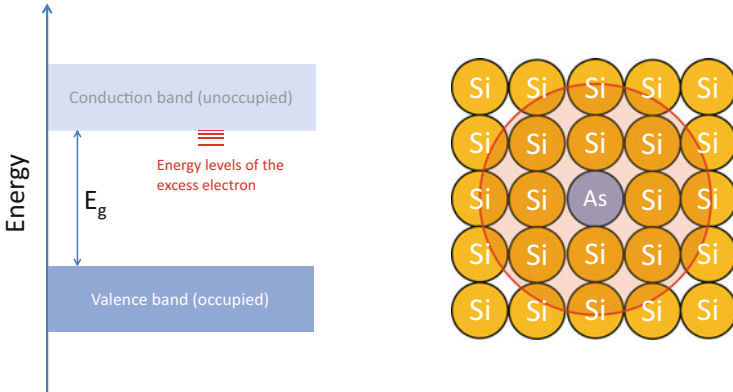 Energy
Conduction band (unoccupied)
Energy levels of the
excess electron
Eg
Valence band (occupied)
Si Si Si Si Si
Si Si Si Si Si
Si Si As Si Si
Si Si Si Si Si
Si Si Si Si Si